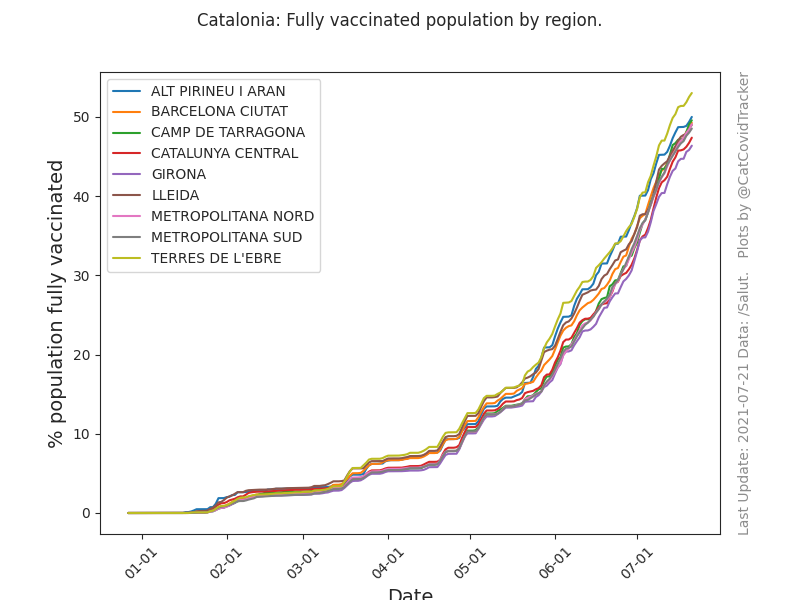 Catalonia: Fully vaccinated population by region.
ALT PIRINEU I ARAN
BARCELONA CIUTAT
CAMP DE TARRAGONA
CATALUNYA CENTRAL
GIRONA
LLEIDA
METROPOLITANA NORD
METROPOLITANA SUD
TERRES DE L'EBRE
% population fully vaccinated
50
40
30
20
10
0
01-01
02-01
03-01
04-01
05-01
06-01
07-01
Date
Last Update: 2021-07-21 Data: /Salut. Plots by @CatCovidTracker